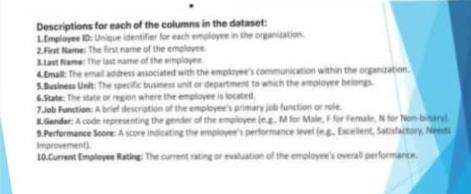 Descriptions for each of the columns in the dataset:
1.Employee ID: Unique identifier for each employee in the organization.
2.First Name: The first name of the employee.
3.Last Name: The last name of the employee.
4.Email: The email address associated with the employee's communication within the organization.
5.Business Unit: The specific business unit or department to which the employee belongs.
6.State: The state or region where the employee is located.
7.Job Function: A brief description of the employee's primary job function or role.
8.Gender: A code representing the gender of the employee (e.g., M for Male, F for Female, N for Non-binary).
9.Performance Score: A score indicating the employee's performance level (e.g., Excellent, Satisfactory, Needs
Improvement).
10.Current Employee Rating: The current rating or evaluation of the employee's overall performance.